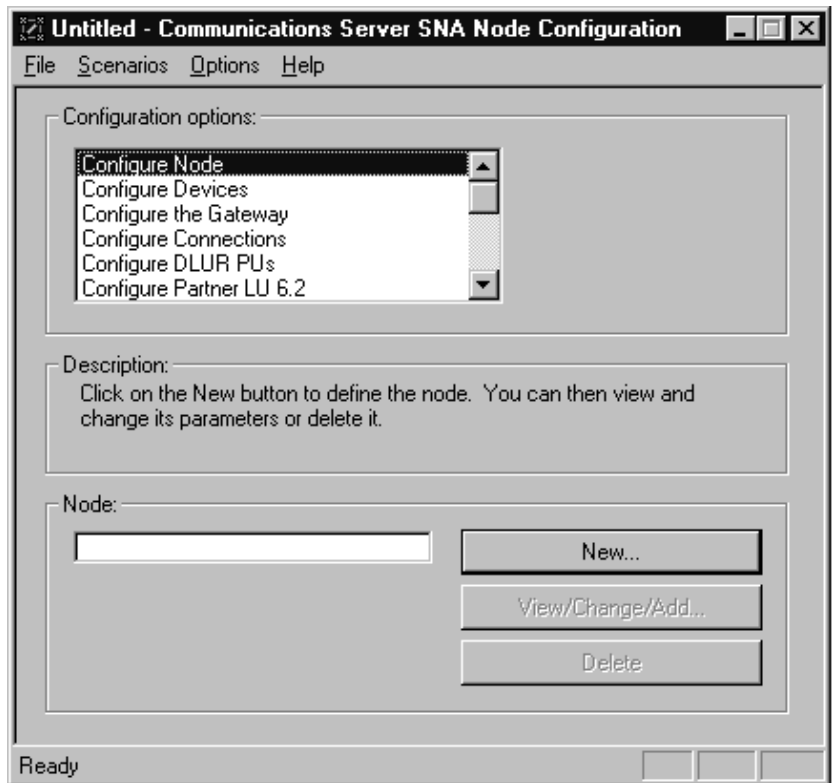 Untitled - Communications Server SNA Node Configuration
File Scenarios Options Help
Configuration options:
Configure Node
Configure Devices
Configure the Gateway
Configure Connections
Configure DLUR PUs
Configure Partner LU 6.2
Description:
Click on the New button to define the node. You can then view and
change its parameters or delete it.
Node:
New...
View/Change/Add...
Delete
Ready